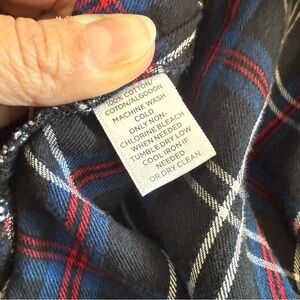 100% COTTON/
COTON/ALGODON
MACHINE WASH
COLD
ONLY NON-
CHLORINE BLEACH
WHEN NEEDED
TUMBLE DRY LOW
COOL IRON IF
NEEDED
OR DRY CLEAN